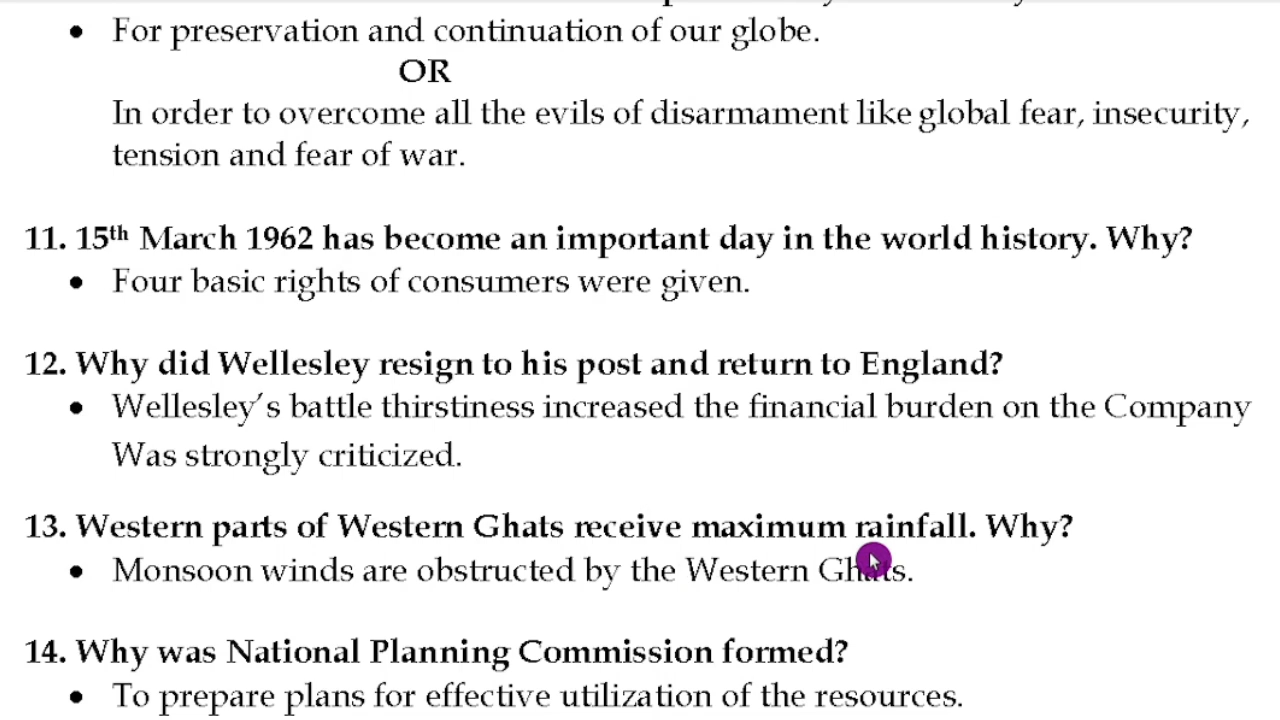 • For preservation and continuation of our globe.
OR
In order to overcome all the evils of disarmament like global fear, insecurity,
tension and fear of war.
11. 15th March 1962 has become an important day in the world history. Why?
• Four basic rights of consumers were given.
12. Why did Wellesley resign to his post and return to England?
• Wellesley's battle thirstiness increased the financial burden on the Company
Was strongly criticized.
13. Western parts of Western Ghats receive maximum rainfall. Why?
• Monsoon winds are obstructed by the Western Ghats.
14. Why was National Planning Commission formed?
• To prepare plans for effective utilization of the resources.